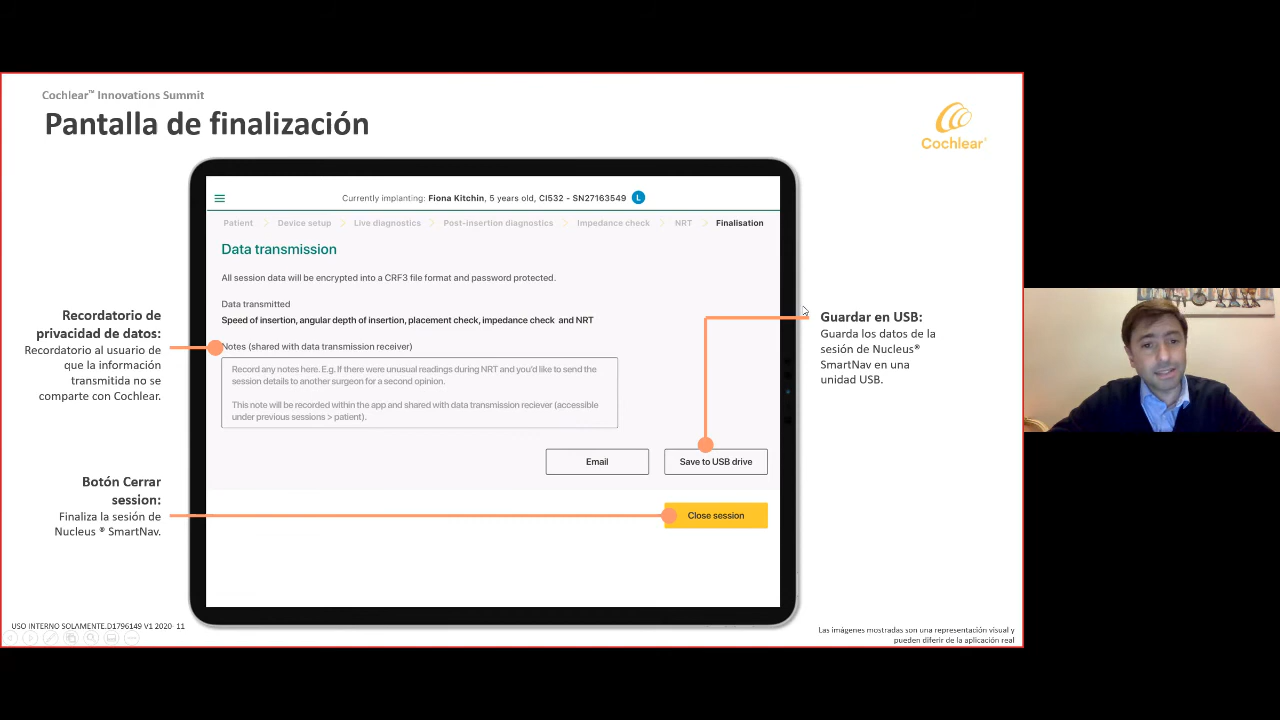 Cochlear™ Innovations Summit
Pantalla de finalización
Cochlear®
Currently implanting: Fiona Kitchin, 5 years old, CI532 - SN27163549 L
Patient Device setup Live diagnostics Post-insertion diagnostics Impedance check NRT Finalisation
Data transmission
All session data will be encrypted into a CRF3 file format and password protected.
Data transmitted
Speed of insertion, angular depth of insertion, placement check, impedance check and NRT
Notes (shared with data transmission receiver)
Record any notes here. E.g. If there were unusual readings during NRT and you'd like to send the
session details to another surgeon for a second opinion.
This note will be recorded within the app and shared with data transmission reciever (accessible
under previous sessions > patient).
Email
Save to USB drive
Close session
Recordatorio de
privacidad de datos:
Recordatorio al usuario de
que la información
transmitida no se
comparte con Cochlear.
Botón Cerrar
session:
Finaliza la sesión de
Nucleus ® SmartNav.
Guardar en USB:
Guarda los datos de la
sesión de Nucleus®
SmartNav en una
unidad USB.
USO INTERNO SOLAMENTE.D1796149 V1 2020- 11
Las imágenes mostradas son una representación visual y
pueden diferir de la aplicación real